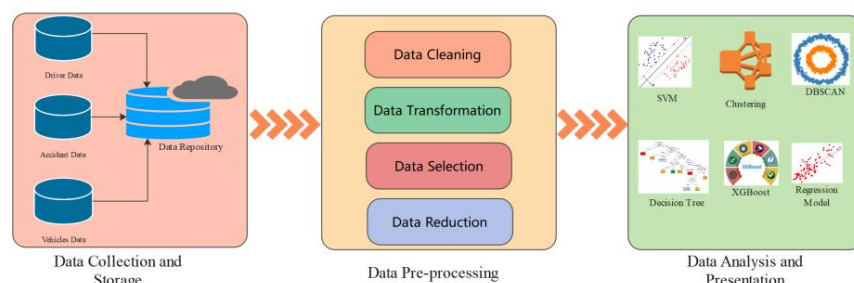 Driver Data
Accident Data
Vehicles Data
Data Repository
Data Collection and
Storage
Data Cleaning
Data Transformation
Data Selection
Data Reduction
Data Pre-processing
SVM
Clustering
DBSCAN
Decision Tree
XGBoost
XGBoost
Regression
Model
Data Analysis and
Presentation